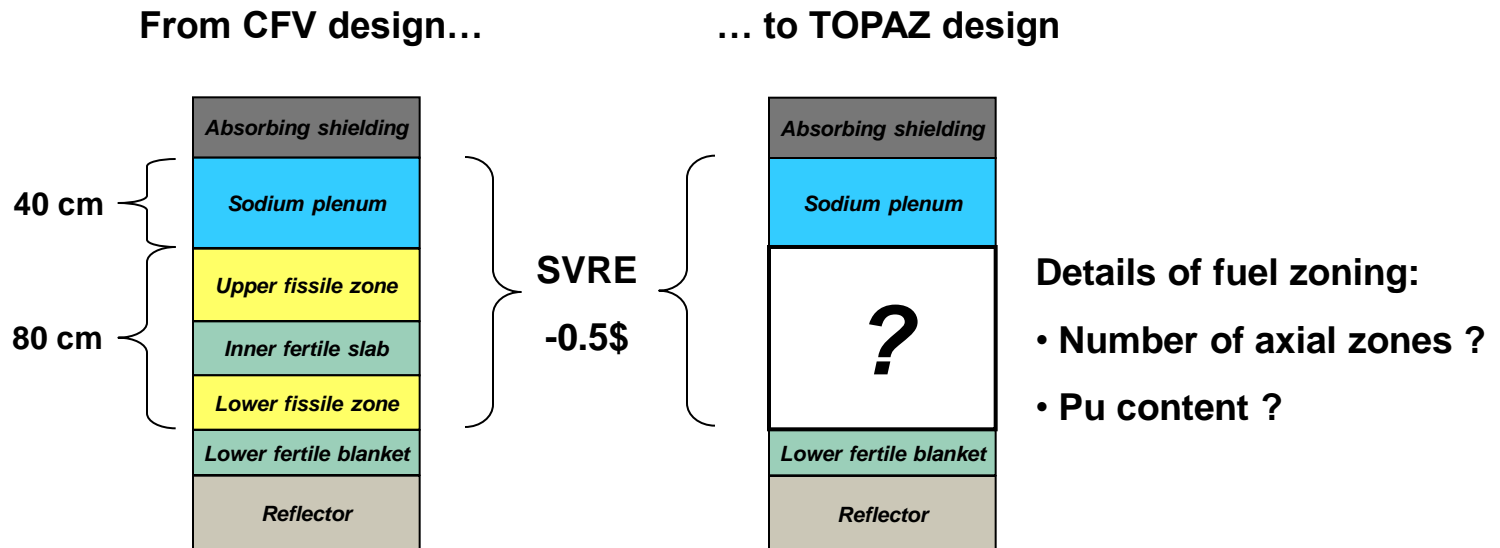 From CFV design…
… to TOPAZ design
Absorbing shielding
40 cm
Sodium plenum
80 cm
Upper fissile zone
Inner fertile slab
Lower fissile zone
Lower fertile blanket
Reflector
SVRE
-0.5$
Absorbing shielding
Sodium plenum
?
Lower fertile blanket
Reflector
Details of fuel zoning:
• Number of axial zones ?
• Pu content ?